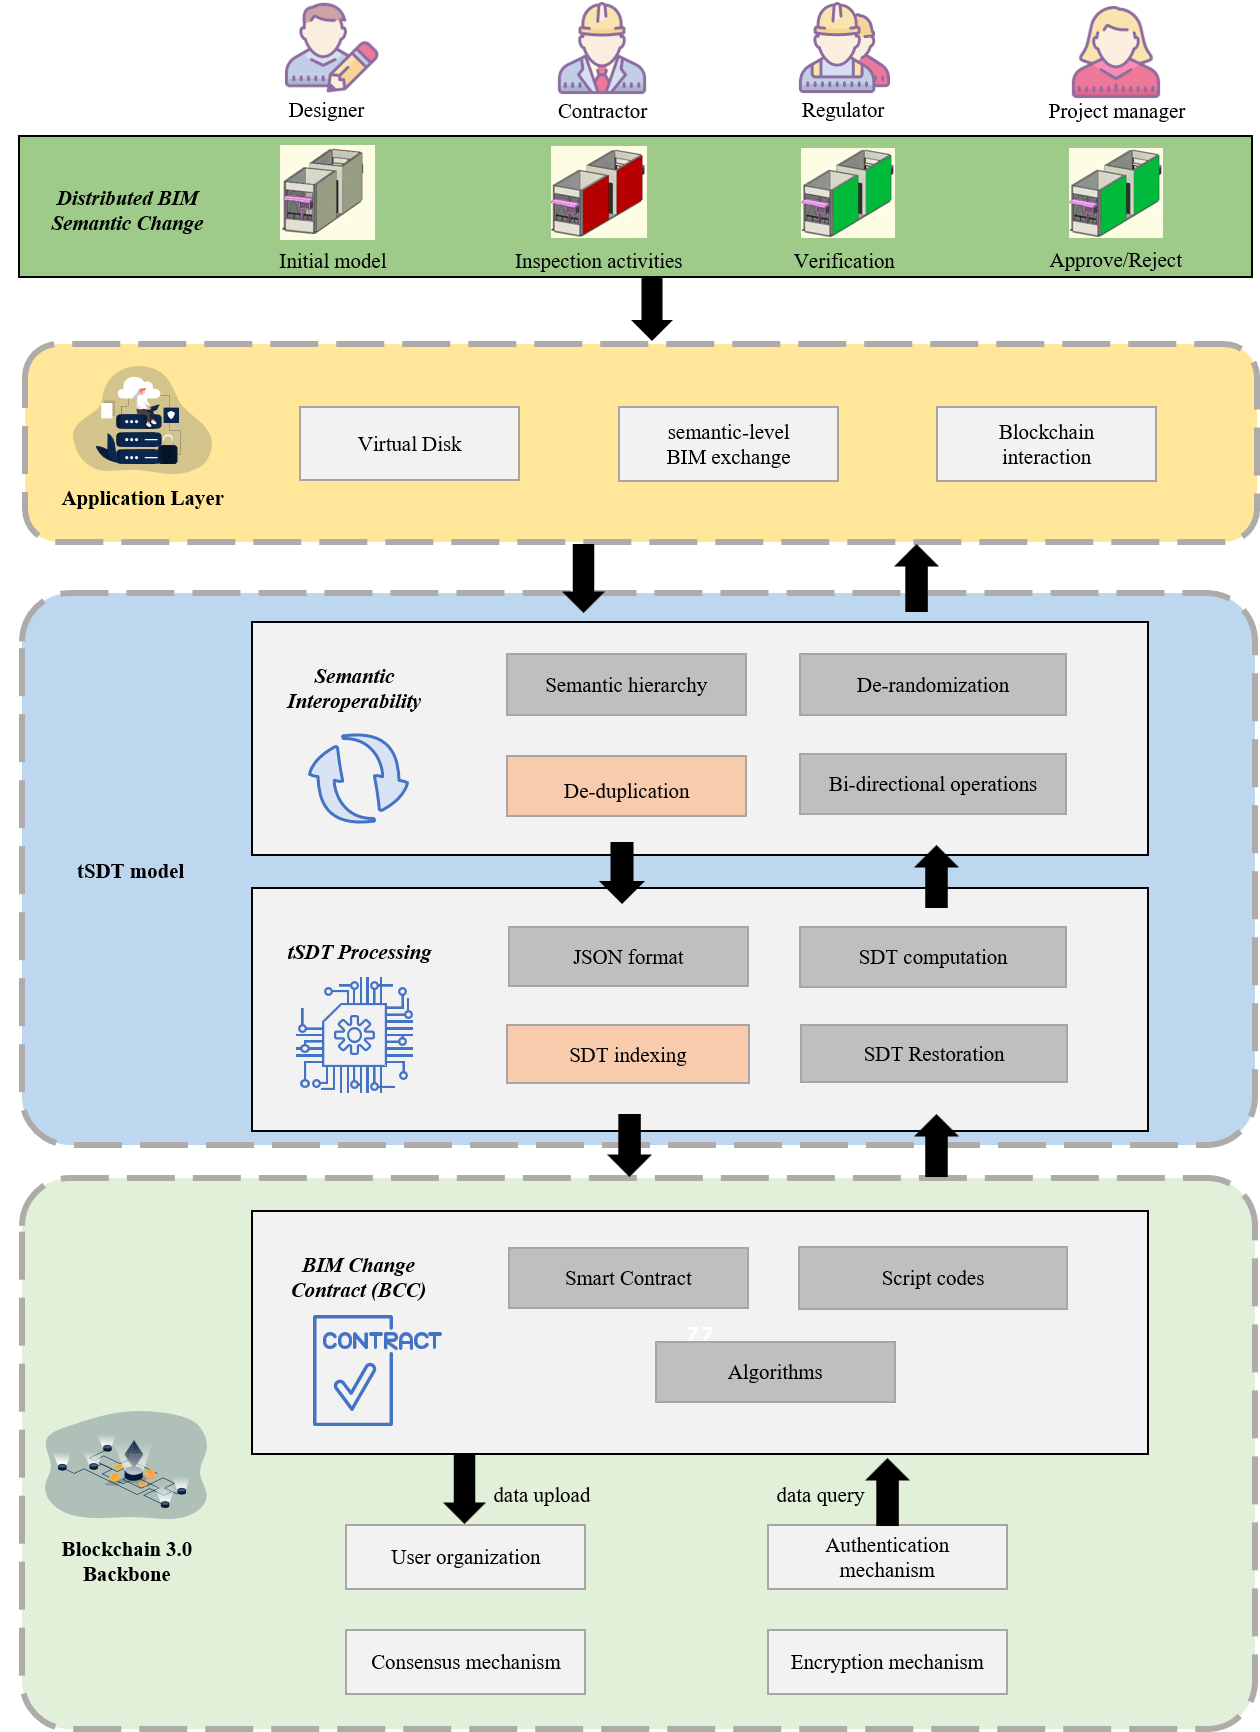 Designer
Contractor
Regulator
Project manager
Distributed BIM
Semantic Change
Initial model
Inspection activities
Verification
Approve/Reject
Virtual Disk
semantic-level
BIM exchange
Blockchain
interaction
Application Layer
Semantic
Interoperability
Semantic hierarchy
De-randomization
De-duplication
Bi-directional operations
tSDT model
tSDT Processing
JSON format
SDT computation
SDT indexing
SDT Restoration
BIM Change
Contract (BCC)
Smart Contract
Script codes
CONTRACT
Algorithms
data upload
data query
Blockchain 3.0
Backbone
User organization
Authentication
mechanism
Consensus mechanism
Encryption mechanism